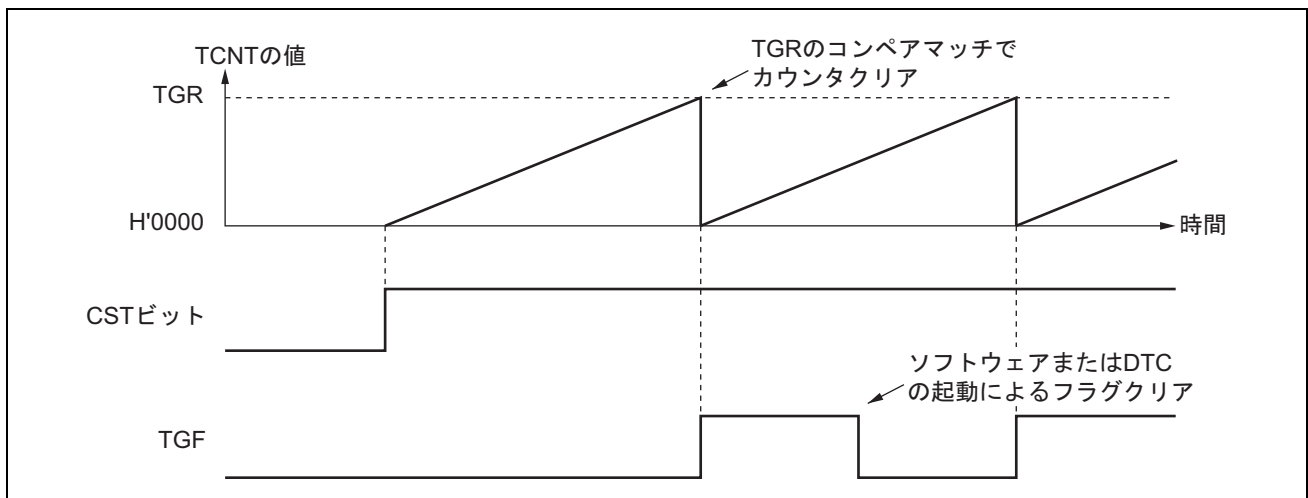 TCNTの値
TGRのコンペアマッチで
カウンタクリア
TGR
H'0000
時間
CSTビット
ソフトウェアまたはDTC
の起動によるフラグクリア
TGF